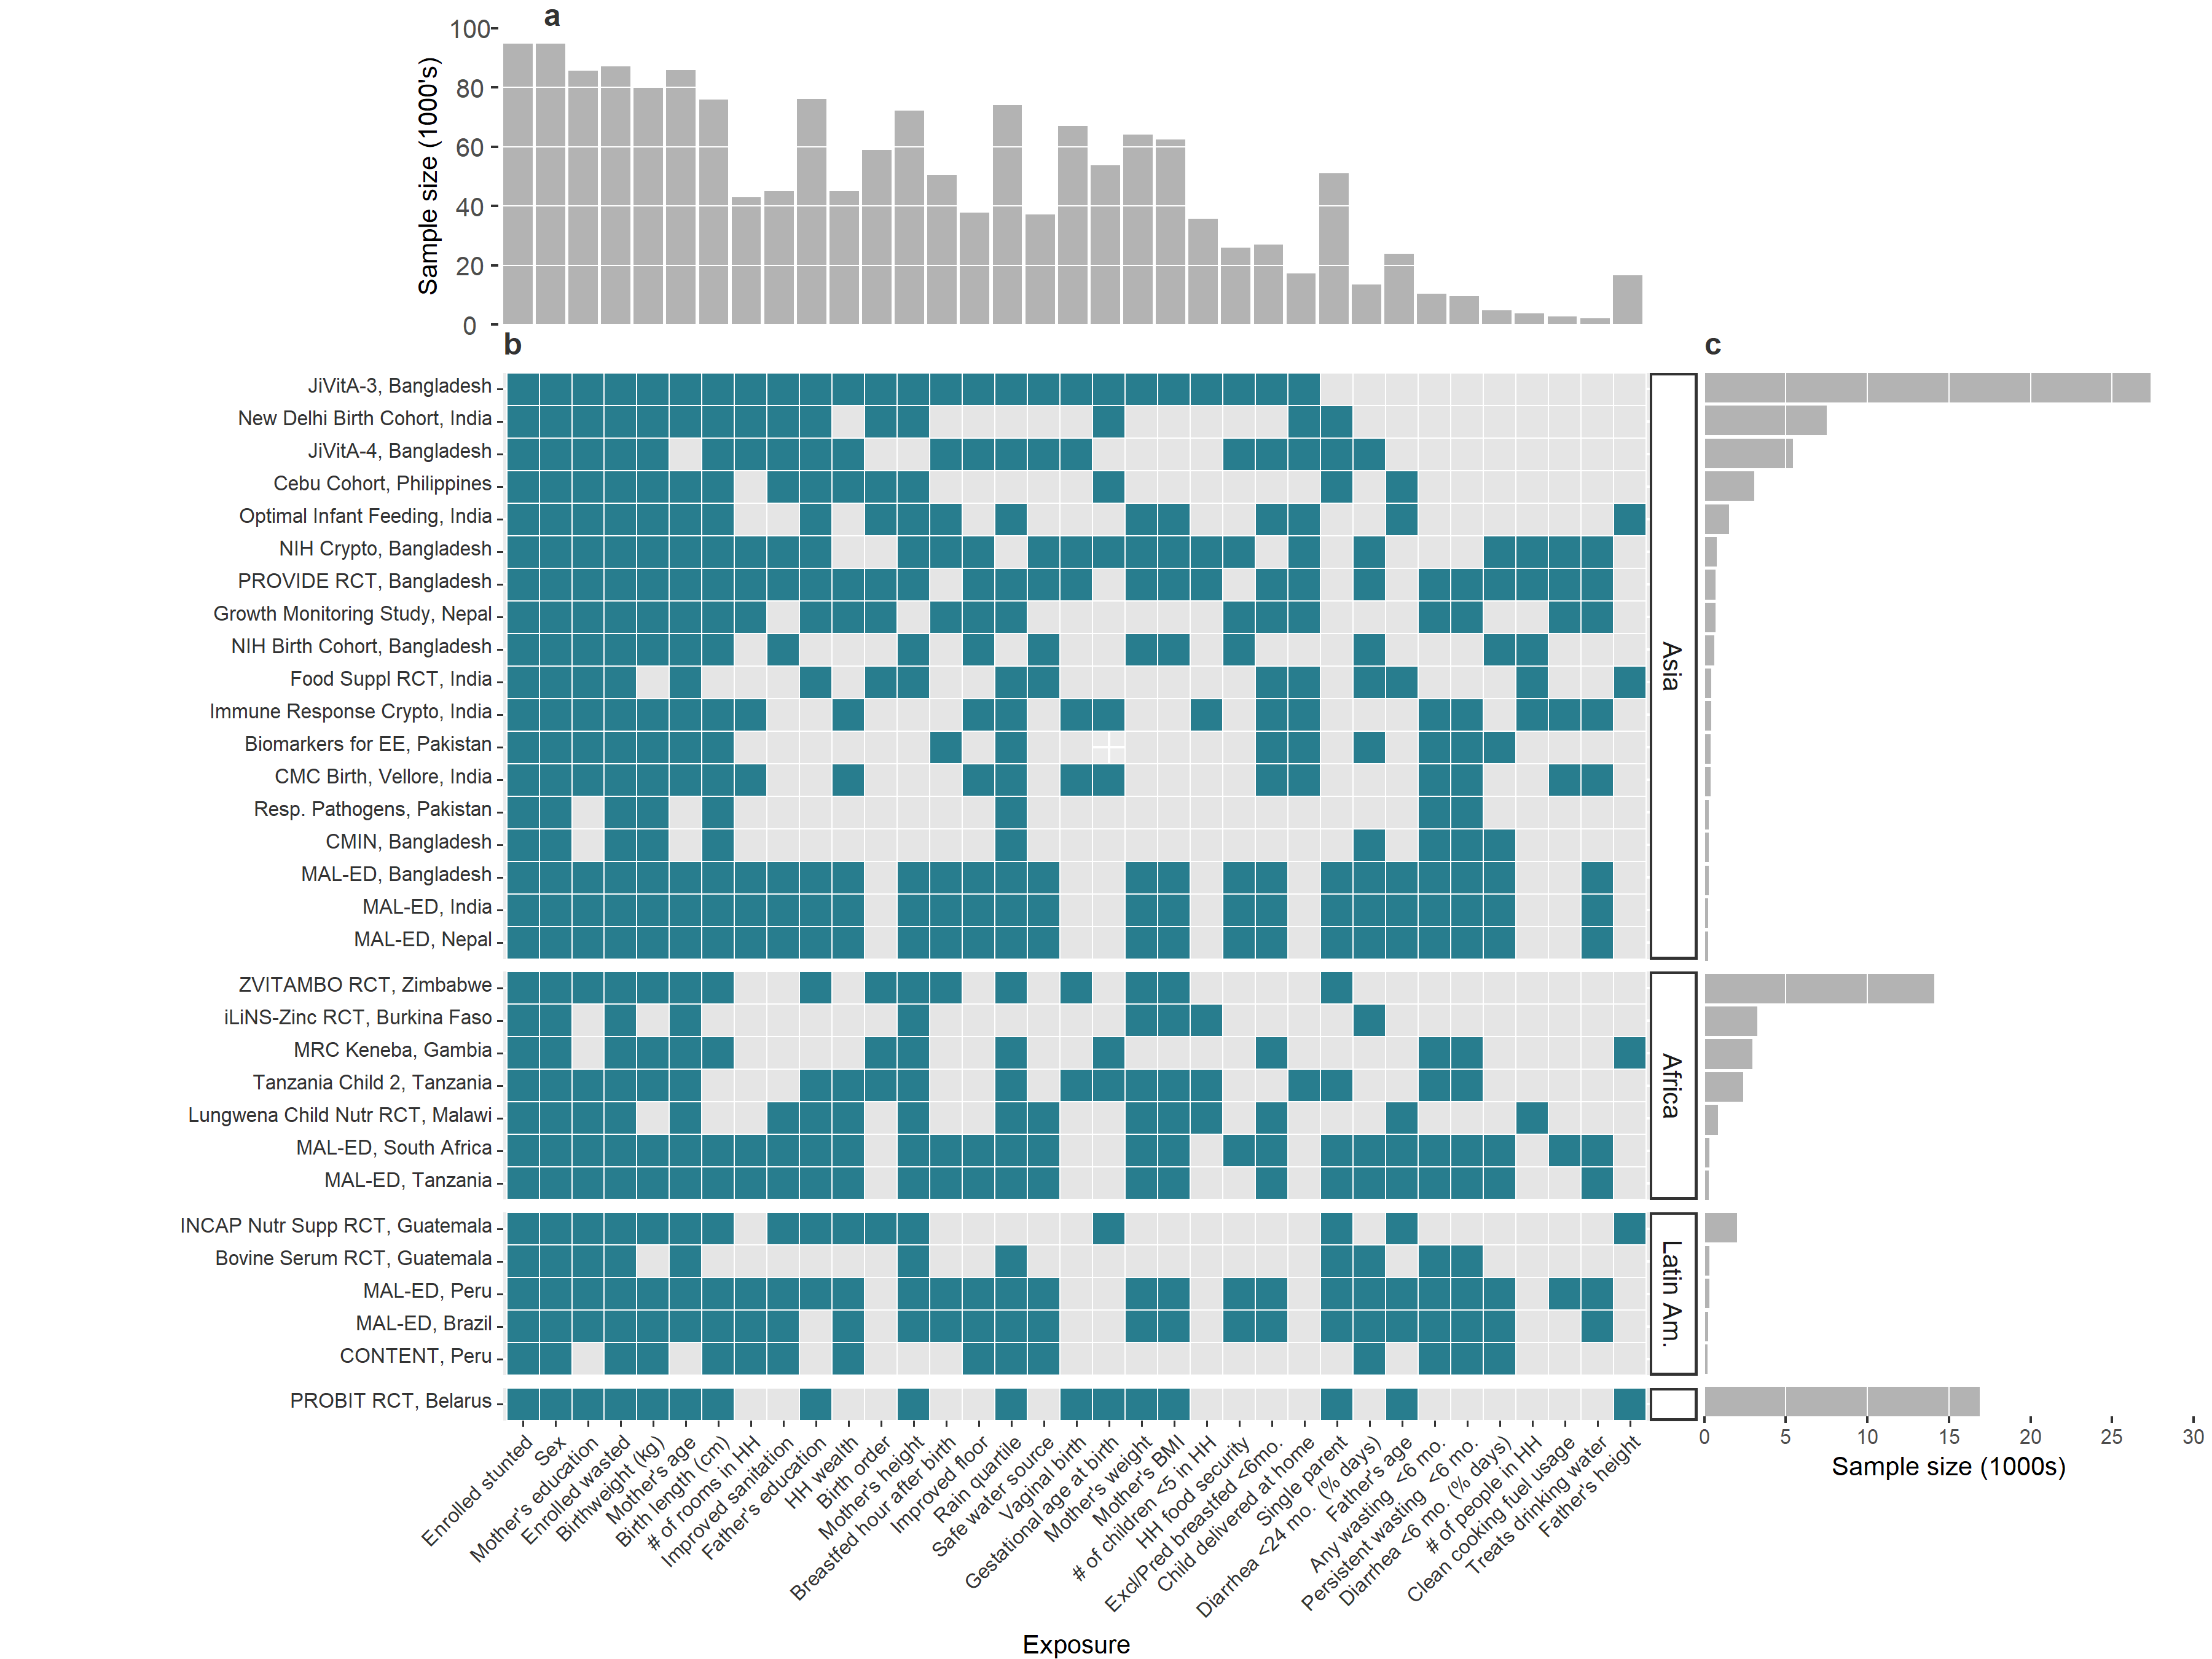 a
Sample size (1000's)
100
80
60
40
20
0
b
c
JiVitA-3, Bangladesh
New Delhi Birth Cohort, India
JiVitA-4, Bangladesh
Cebu Cohort, Philippines
Optimal Infant Feeding, India
NIH Crypto, Bangladesh
PROVIDE RCT, Bangladesh
Growth Monitoring Study, Nepal
NIH Birth Cohort, Bangladesh
Food Suppl RCT, India
Immune Response Crypto, India
Biomarkers for EE, Pakistan
CMC Birth, Vellore, India
Resp. Pathogens, Pakistan
CMIN, Bangladesh
MAL-ED, Bangladesh
MAL-ED, India
MAL-ED, Nepal
Asia
ZVITAMBO RCT, Zimbabwe
iLiNS-Zinc RCT, Burkina Faso
MRC Keneba, Gambia
Tanzania Child 2, Tanzania
Lungwena Child Nutr RCT, Malawi
MAL-ED, South Africa
MAL-ED, Tanzania
Africa
INCAP Nutr Supp RCT, Guatemala
Bovine Serum RCT, Guatemala
MAL-ED, Peru
MAL-ED, Brazil
CONTENT, Peru
Latin Am.
PROBIT RCT, Belarus
Enrolled stunted
Sex
Mother's education
Enrolled wasted
Birthweight (kg)
Mother's age
Birth length (cm)
# of rooms in HH
Improved sanitation
Father's education
HH wealth
Birth order
Mother's height
Breastfed hour after birth
Improved floor
Rain quartile
Safe water source
Vaginal birth
Gestational age at birth
Mother's weight
Mother's BMI
# of children <5 in HH
HH food security
Excl/Pred breastfed <6mo.
Child delivered at home
Single parent
Diarrhea <24 mo. (% days)
Father's age
Any wasting <6 mo.
Persistent wasting <6 mo.
Diarrhea <6 mo. (% days)
# of people in HH
Clean cooking fuel usage
Treats drinking water
Father's height
0 5 10 15 20 25 30
Sample size (1000s)
Exposure